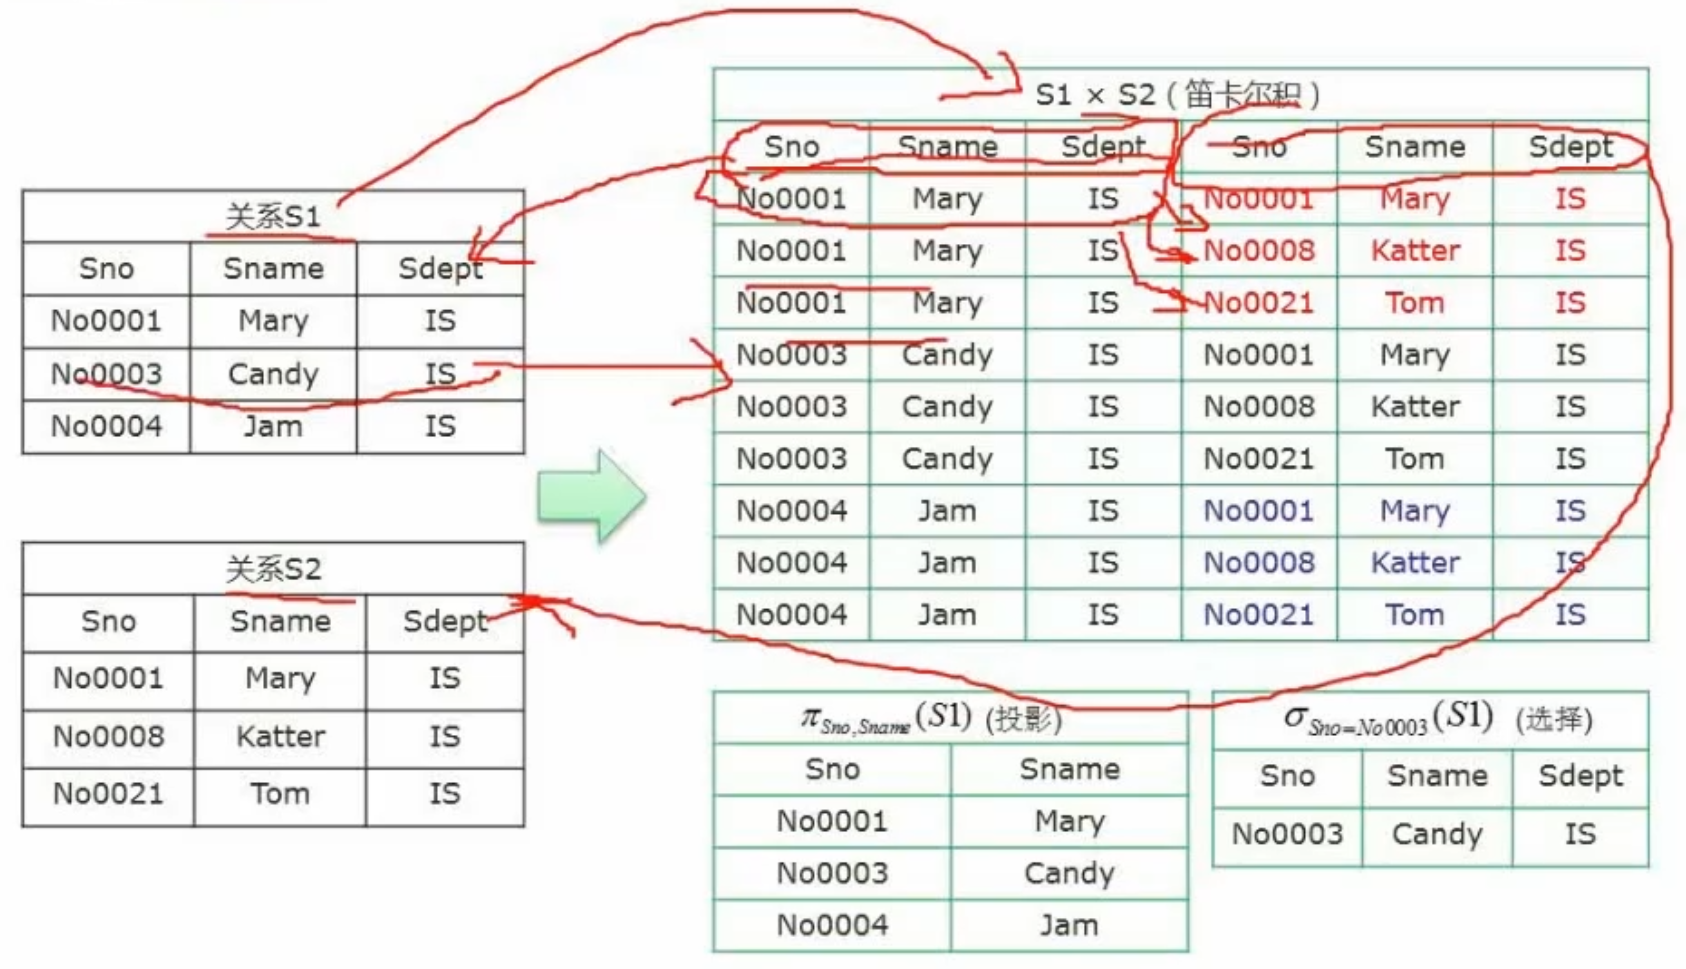 关系S1
Sno Sname Sdept
No0001 Mary IS
No0003 Candy IS
No0004 Jam IS
关系S2
Sno Sname Sdept
No0001 Mary IS
No0008 Katter IS
No0021 Tom IS
S1 × S2 (笛卡尔积)
Sno Sname Sdept Sno Sname Sdept
No0001 Mary IS No0001 Mary IS
No0001 Mary IS No0008 Katter IS
No0001 Mary IS No0021 Tom IS
No0003 Candy IS No0001 Mary IS
No0003 Candy IS No0008 Katter IS
No0003 Candy IS No0021 Tom IS
No0004 Jam IS No0001 Mary IS
No0004 Jam IS No0008 Katter IS
No0004 Jam IS No0021 Tom IS
π Sno,Sname (S1) (投影)
Sno Sname
No0001 Mary
No0003 Candy
No0004 Jam
σ Sno=No0003 (S1) (选择)
Sno Sname Sdept
No0003 Candy IS